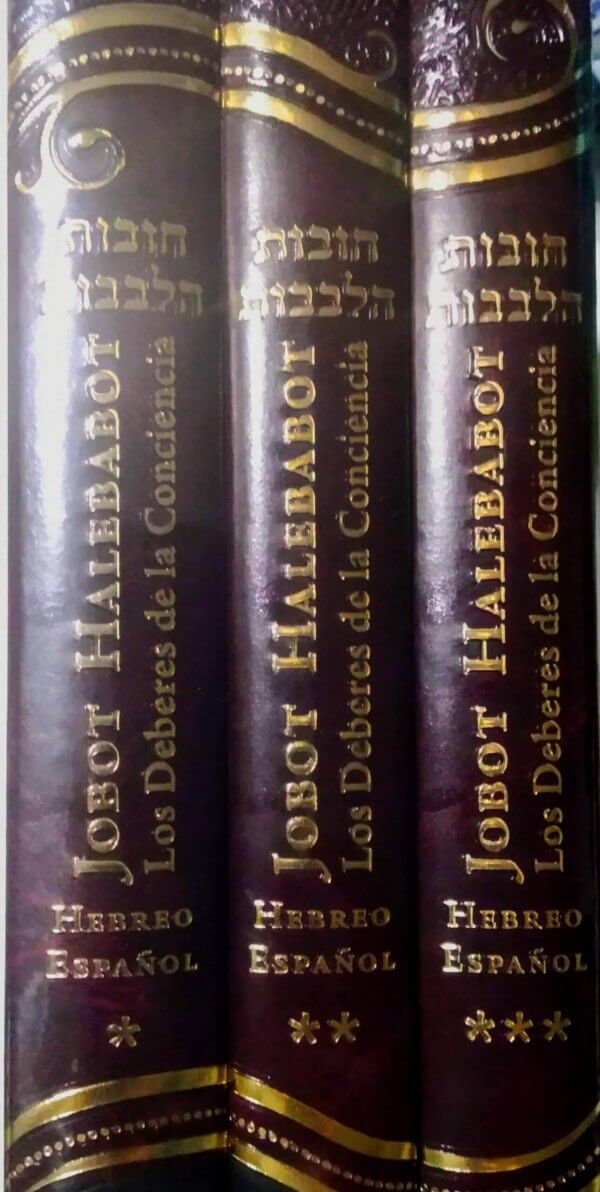 חובות
הלבבות
JOBOT HALEBABOT
Los Deberes de la Conciencia
HEBREO
ESPAÑOL
*
חובות
הלבבות
JOBOT HALEBABOT
Los Deberes de la Conciencia
HEBREO
ESPAÑOL
**
חובות
הלבבות
JOBOT HALEBABOT
Los Deberes de la Conciencia
HEBREO
ESPAÑOL
***